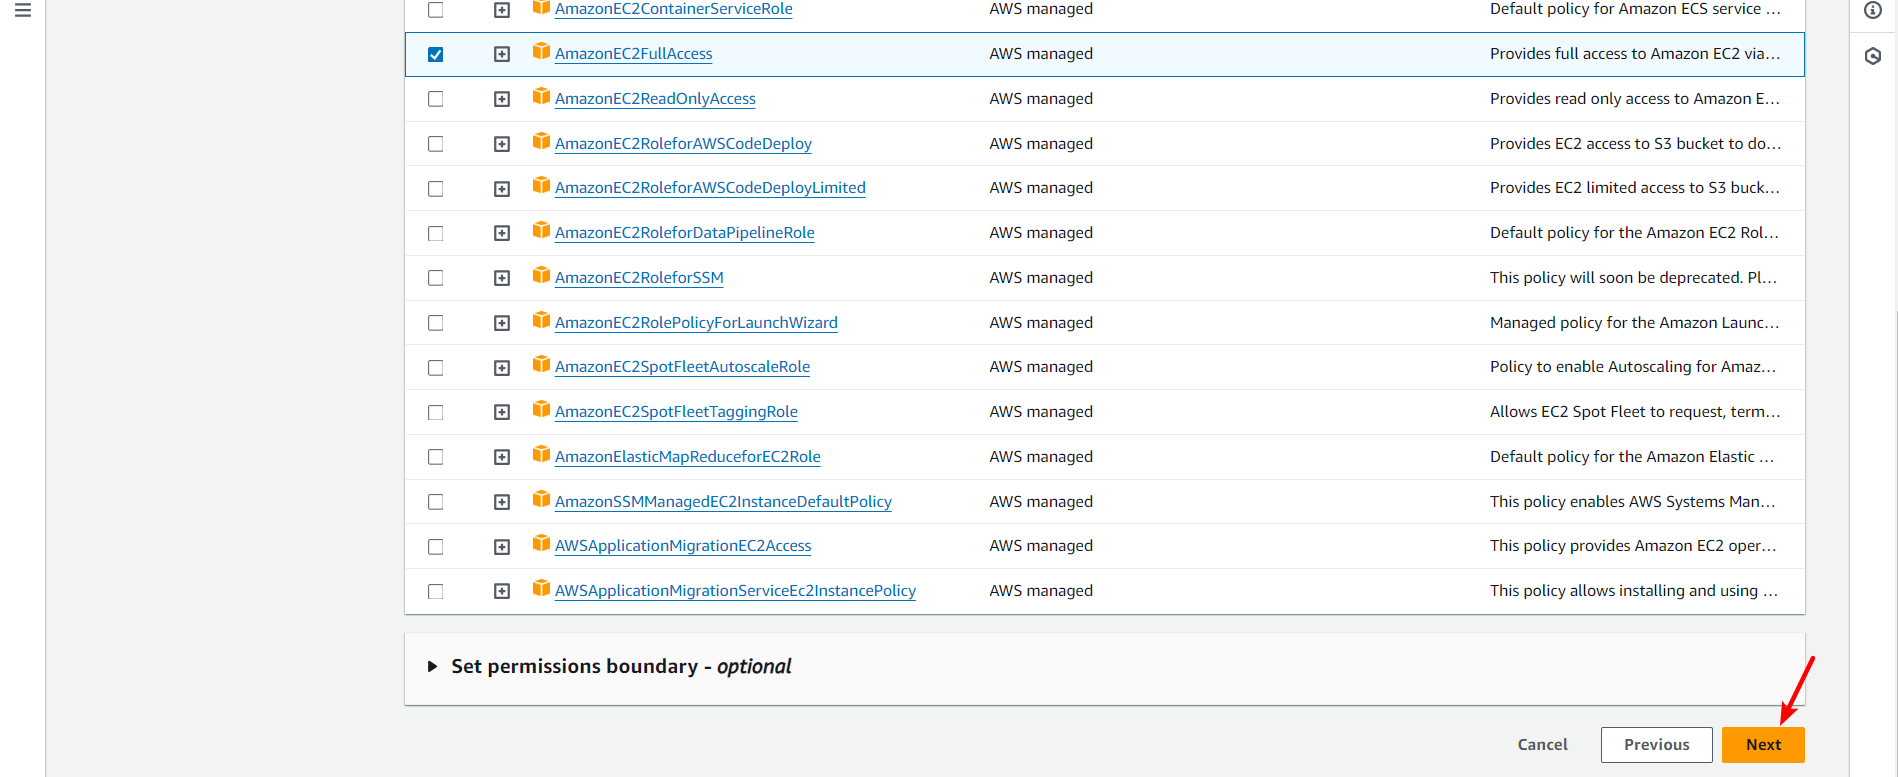 AmazonEC2ContainerServiceRole AWS managed Default policy for Amazon ECS service ...
AmazonEC2FullAccess AWS managed Provides full access to Amazon EC2 via...
AmazonEC2ReadOnlyAccess AWS managed Provides read only access to Amazon E...
AmazonEC2RoleforAWSCodeDeploy AWS managed Provides EC2 access to S3 bucket to do...
AmazonEC2RoleforAWSCodeDeployLimited AWS managed Provides EC2 limited access to S3 buck...
AmazonEC2RoleforDataPipelineRole AWS managed Default policy for the Amazon EC2 Rol...
AmazonEC2RoleforSSM AWS managed This policy will soon be deprecated. Pl...
AmazonEC2RolePolicyForLaunchWizard AWS managed Managed policy for the Amazon Launc...
AmazonEC2SpotFleetAutoscaleRole AWS managed Policy to enable Autoscaling for Amaz...
AmazonEC2SpotFleetTaggingRole AWS managed Allows EC2 Spot Fleet to request, term...
AmazonElasticMapReduceforEC2Role AWS managed Default policy for the Amazon Elastic ...
AmazonSSMManagedEC2InstanceDefaultPolicy AWS managed This policy enables AWS Systems Man...
AWSApplicationMigrationEC2Access AWS managed This policy provides Amazon EC2 oper...
AWSApplicationMigrationServiceEc2InstancePolicy AWS managed This policy allows installing and using ...
Set permissions boundary - optional
Cancel Previous Next